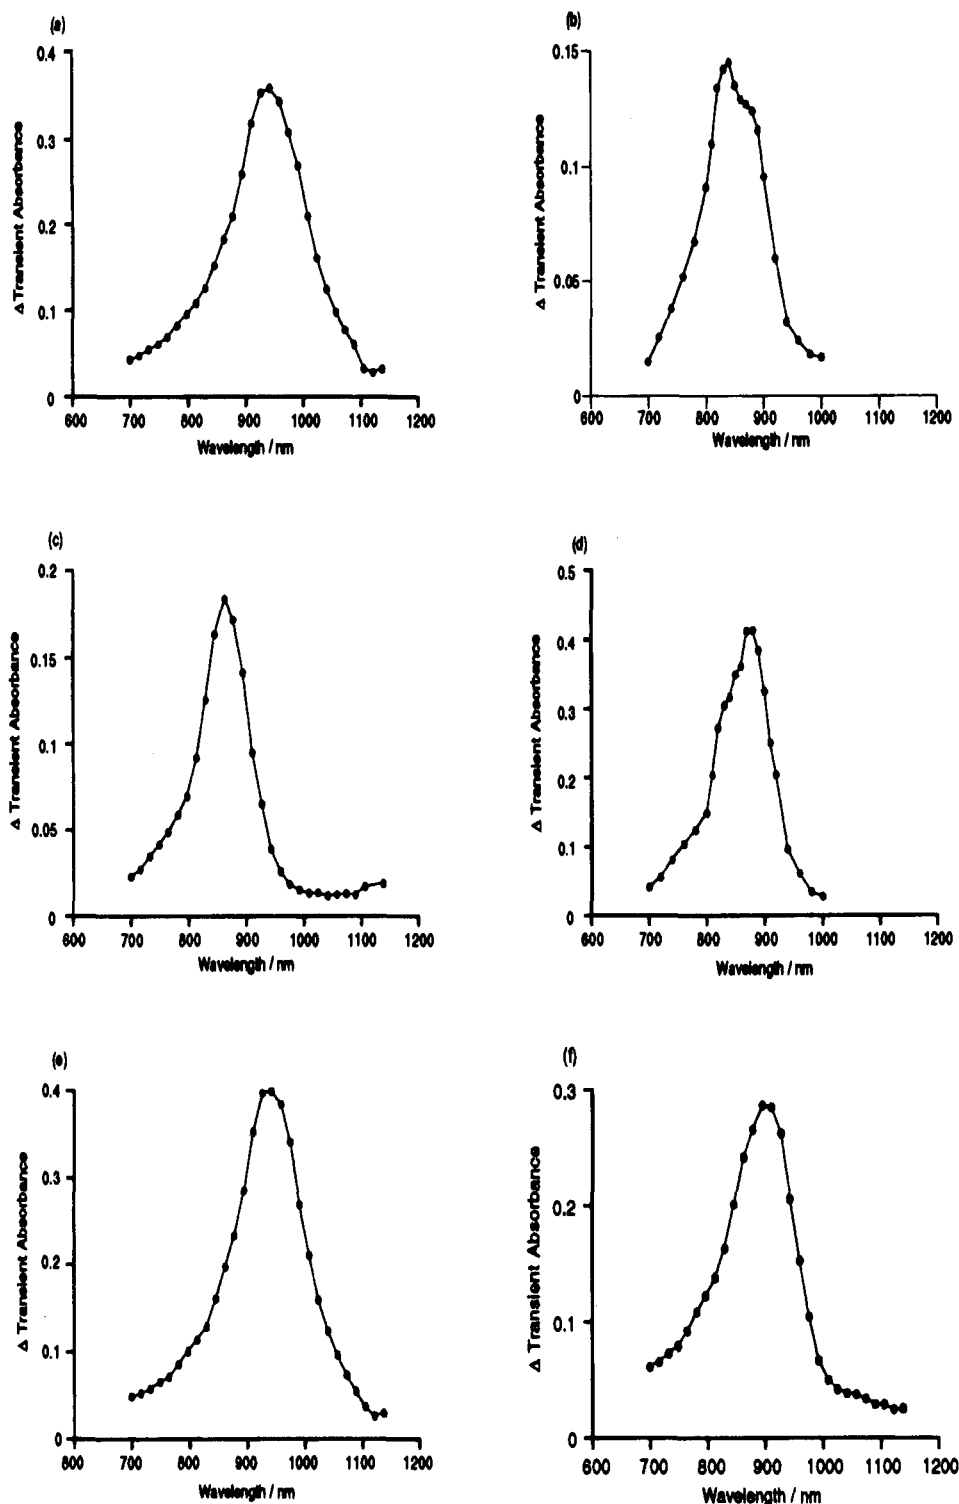 (a)
0.4
0.3
0.2
0.1
0
Δ Transient Absorbance
600 700 800 900 1000 1100 1200
Wavelength / nm
(b)
0.15
0.1
0.05
0
Δ Transient Absorbance
600 700 800 900 1000 1100 1200
Wavelength / nm
(c)
0.2
0.15
0.1
0.05
0
Δ Transient Absorbance
600 700 800 900 1000 1100 1200
Wavelength / nm
(d)
0.5
0.4
0.3
0.2
0.1
0
Δ Transient Absorbance
600 700 800 900 1000 1100 1200
Wavelength / nm
(e)
0.4
0.3
0.2
0.1
0
Δ Transient Absorbance
600 700 800 900 1000 1100 1200
Wavelength / nm
(f)
0.3
0.2
0.1
0
Δ Transient Absorbance
600 700 800 900 1000 1100 1200
Wavelength / nm